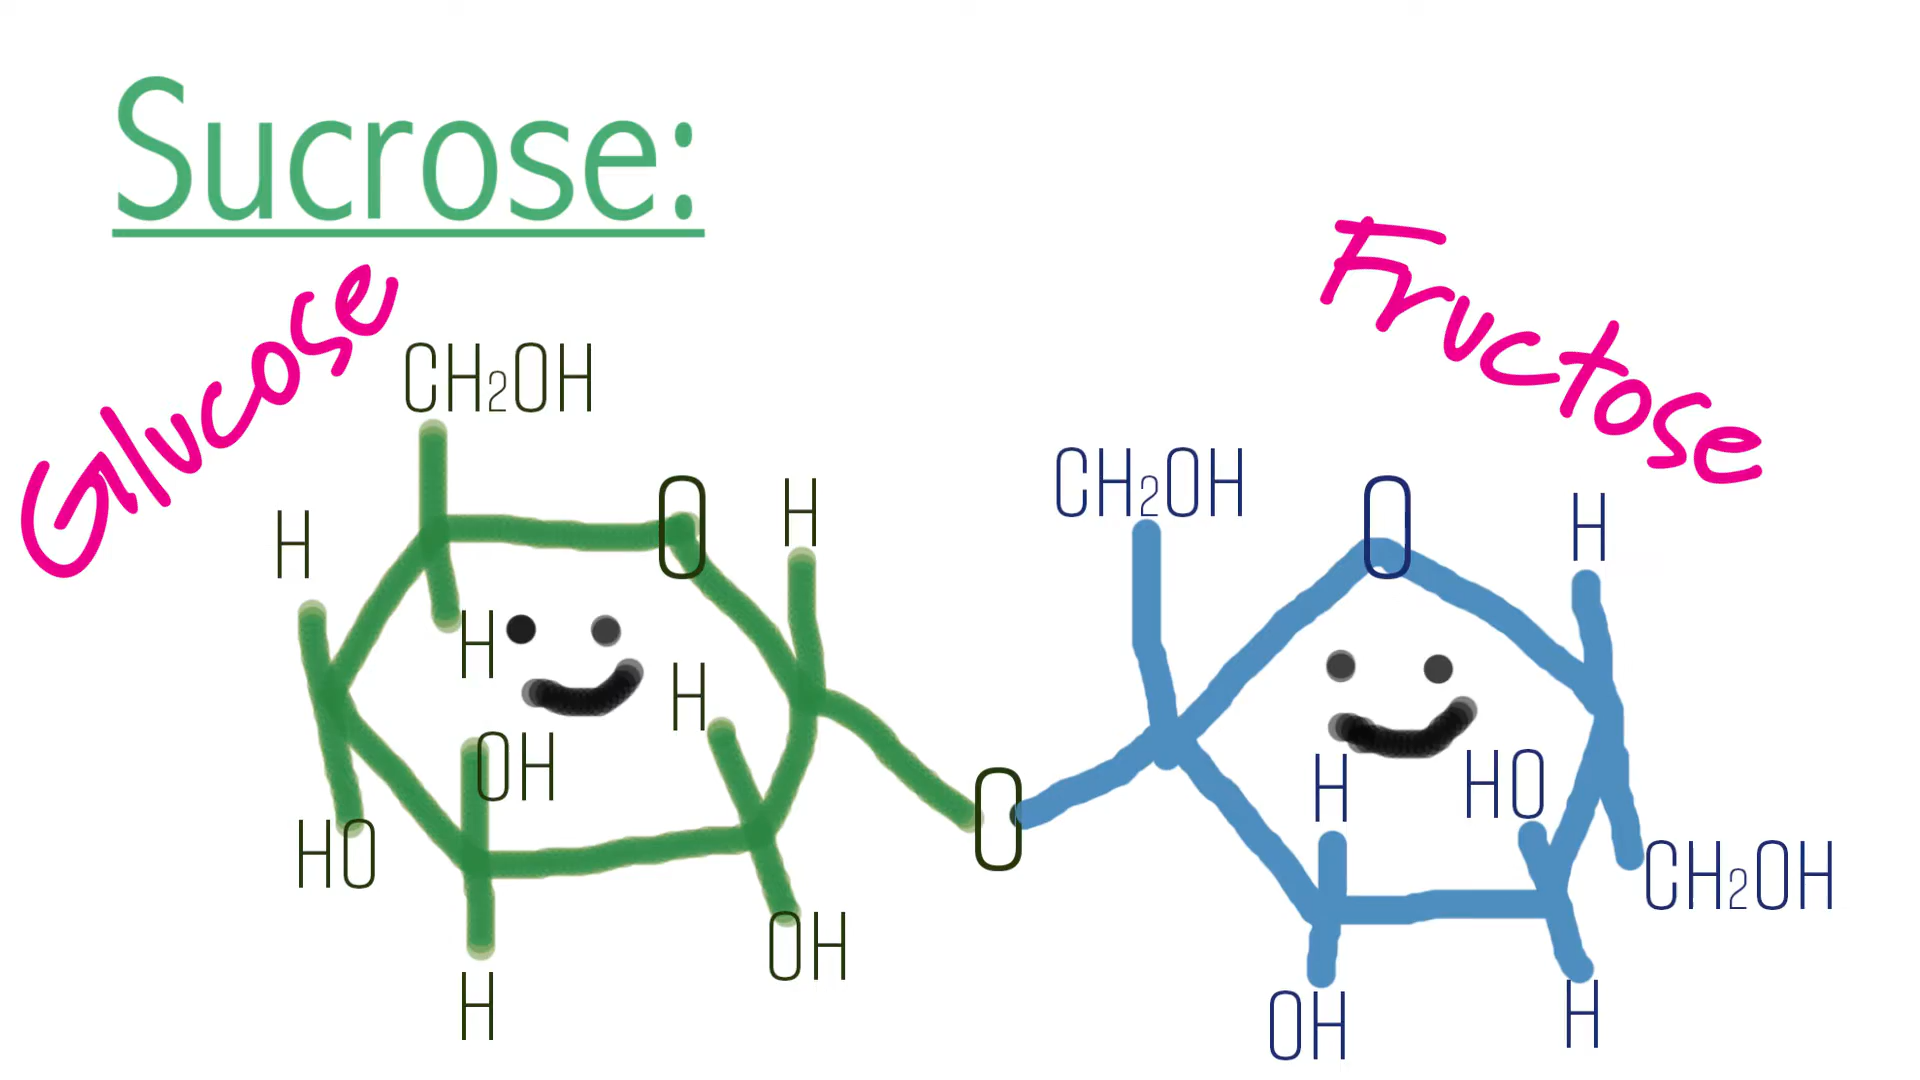 Sucrose:
Glucose
Fructose
CH₂OH
CH₂OH
O
H
O
H
H
H
H
OH
H
HO
HO
O
CH₂OH
OH
H
OH
H